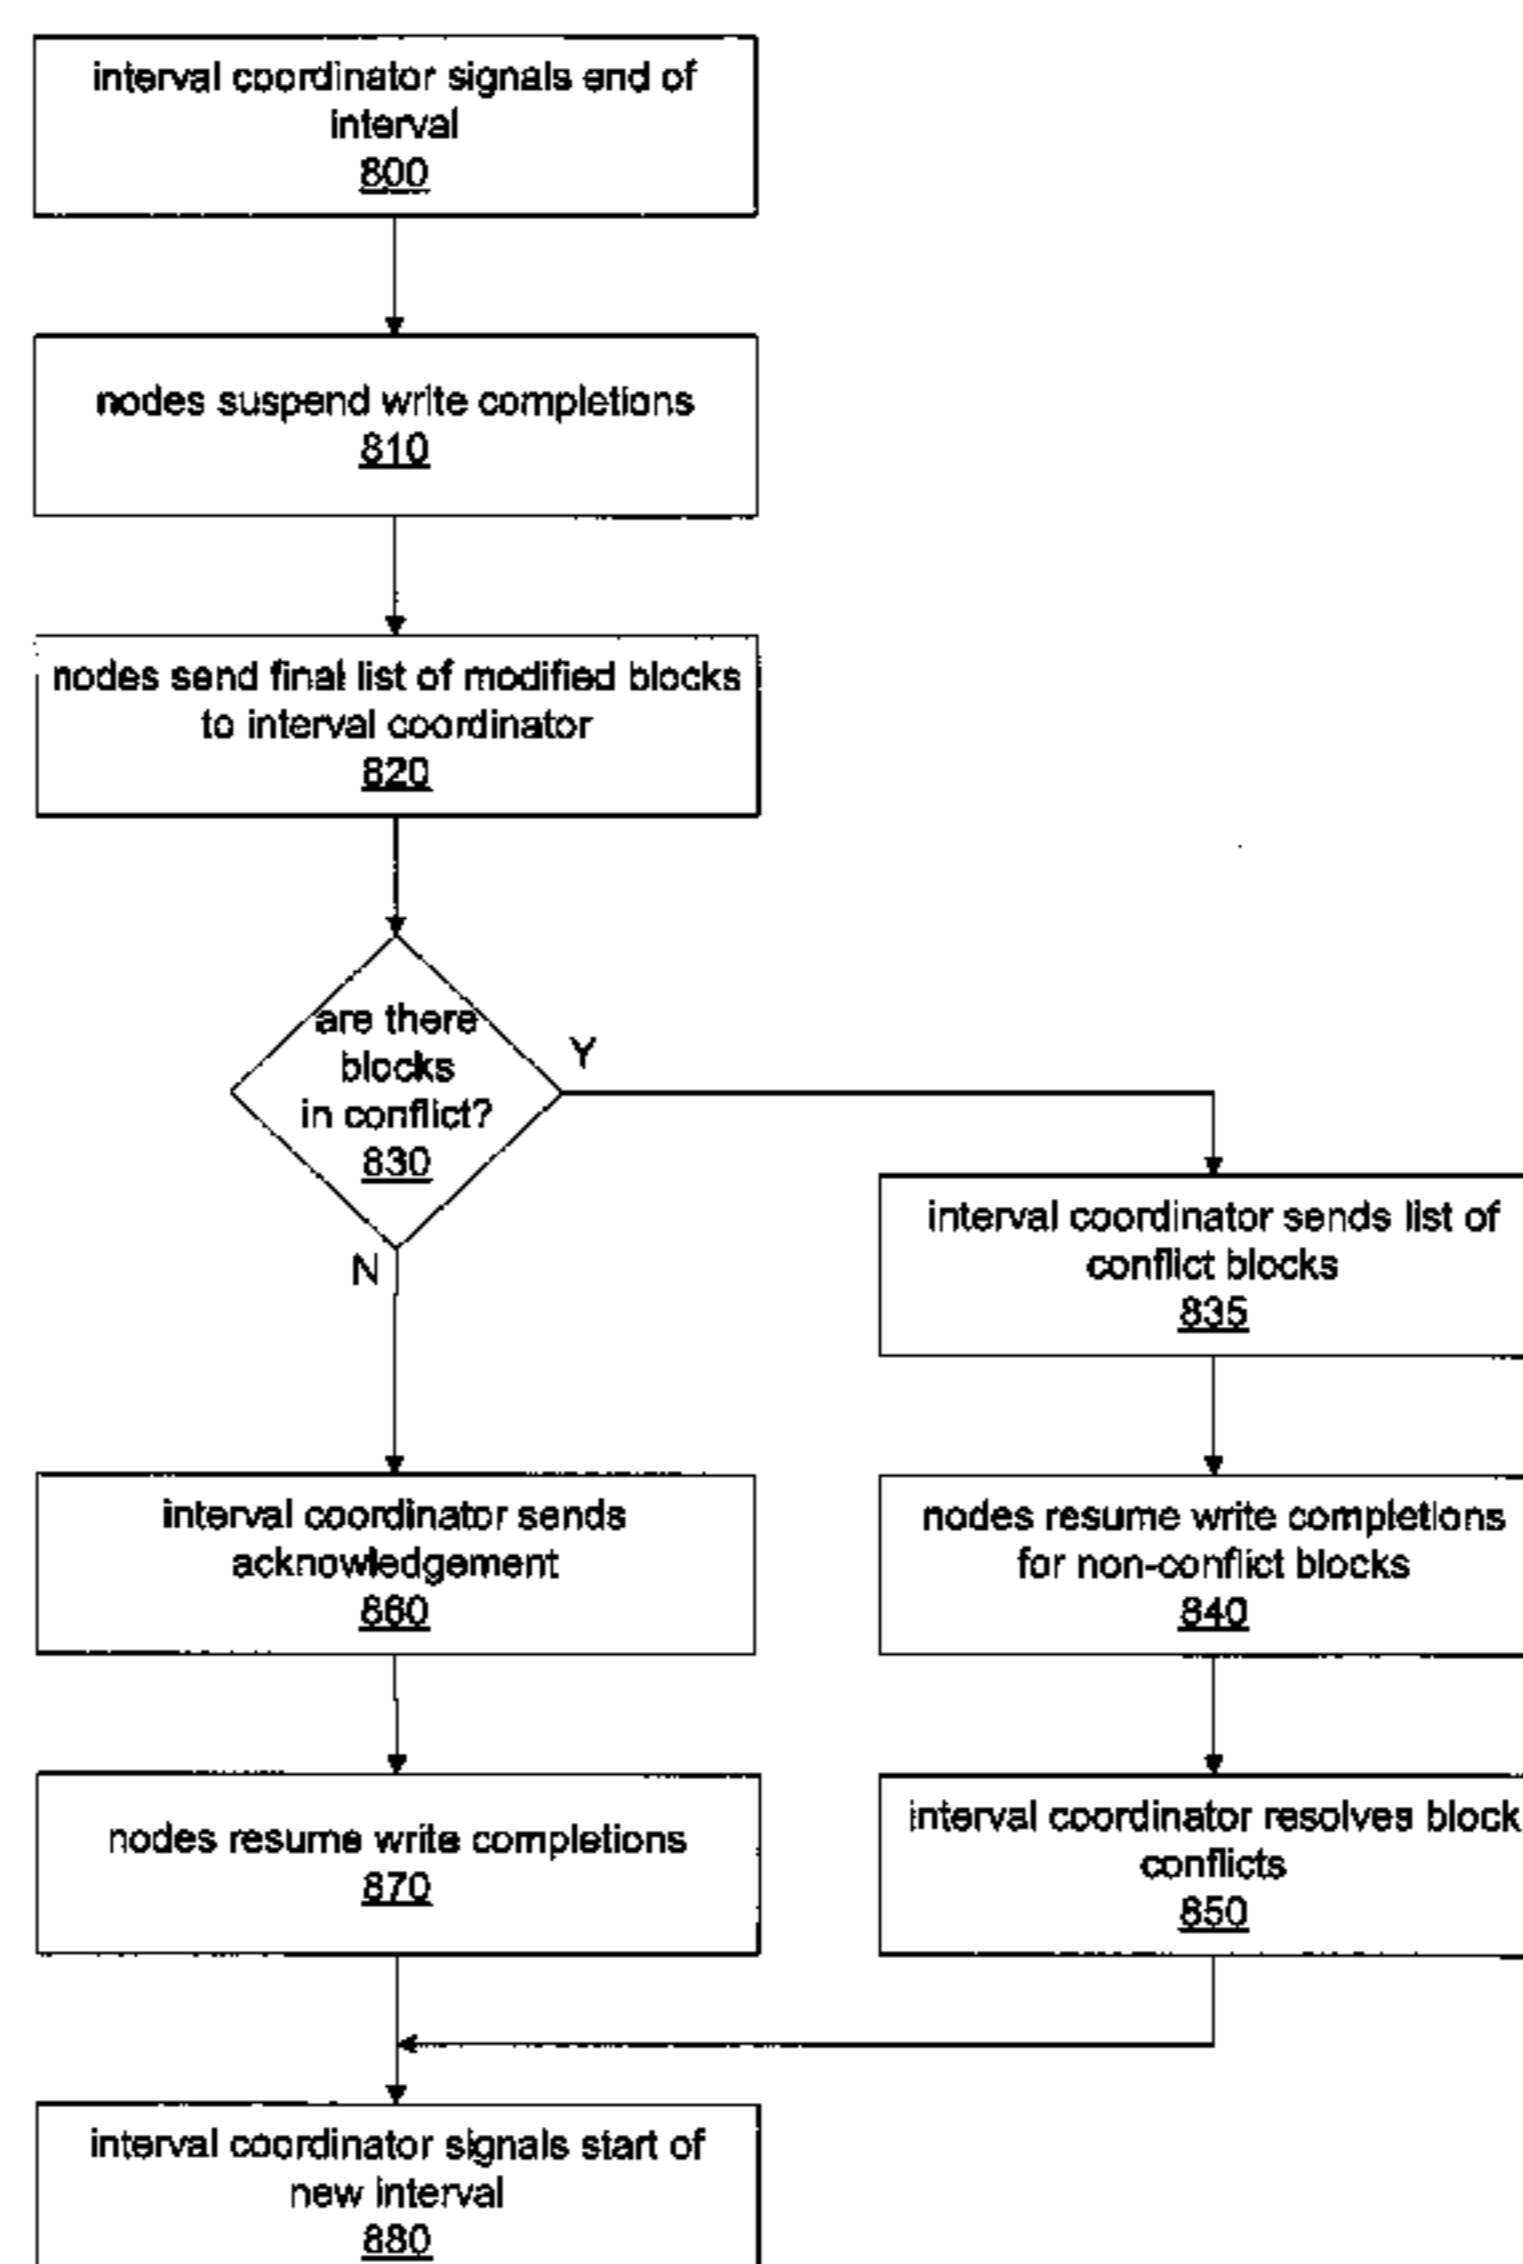 interval coordinator signals end of
interval
800
nodes suspend write completions
810
nodes send final list of modified blocks
to interval coordinator
820
are there
blocks
in conflict?
830
Y
N
interval coordinator sends list of
conflict blocks
835
interval coordinator sends
acknowledgement
860
nodes resume write completions
for non-conflict blocks
840
nodes resume write completions
870
interval coordinator resolves block
conflicts
850
interval coordinator signals start of
new interval
880